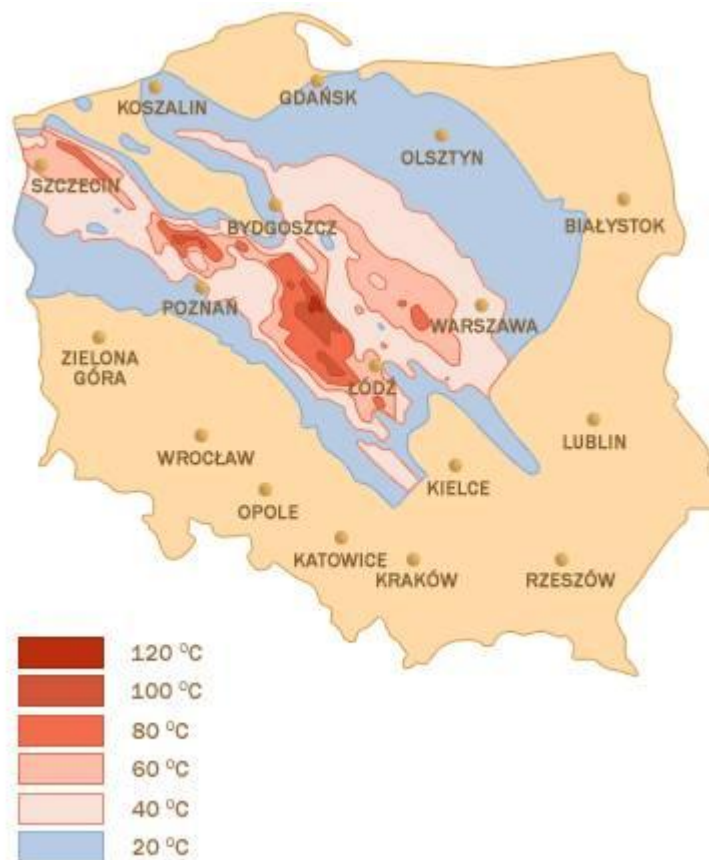 KOSZALIN
GDAŃSK
OLSZTYN
SZCZECIN
BIAŁYSTOK
BYDGOSZCZ
POZNAŃ
WARSZAWA
ZIELONA
GÓRA
ŁÓDŹ
LUBLIN
WROCŁAW
KIELCE
OPOLE
KATOWICE
KRAKÓW
RZESZÓW
120 °C
100 °C
80 °C
60 °C
40 °C
20 °C